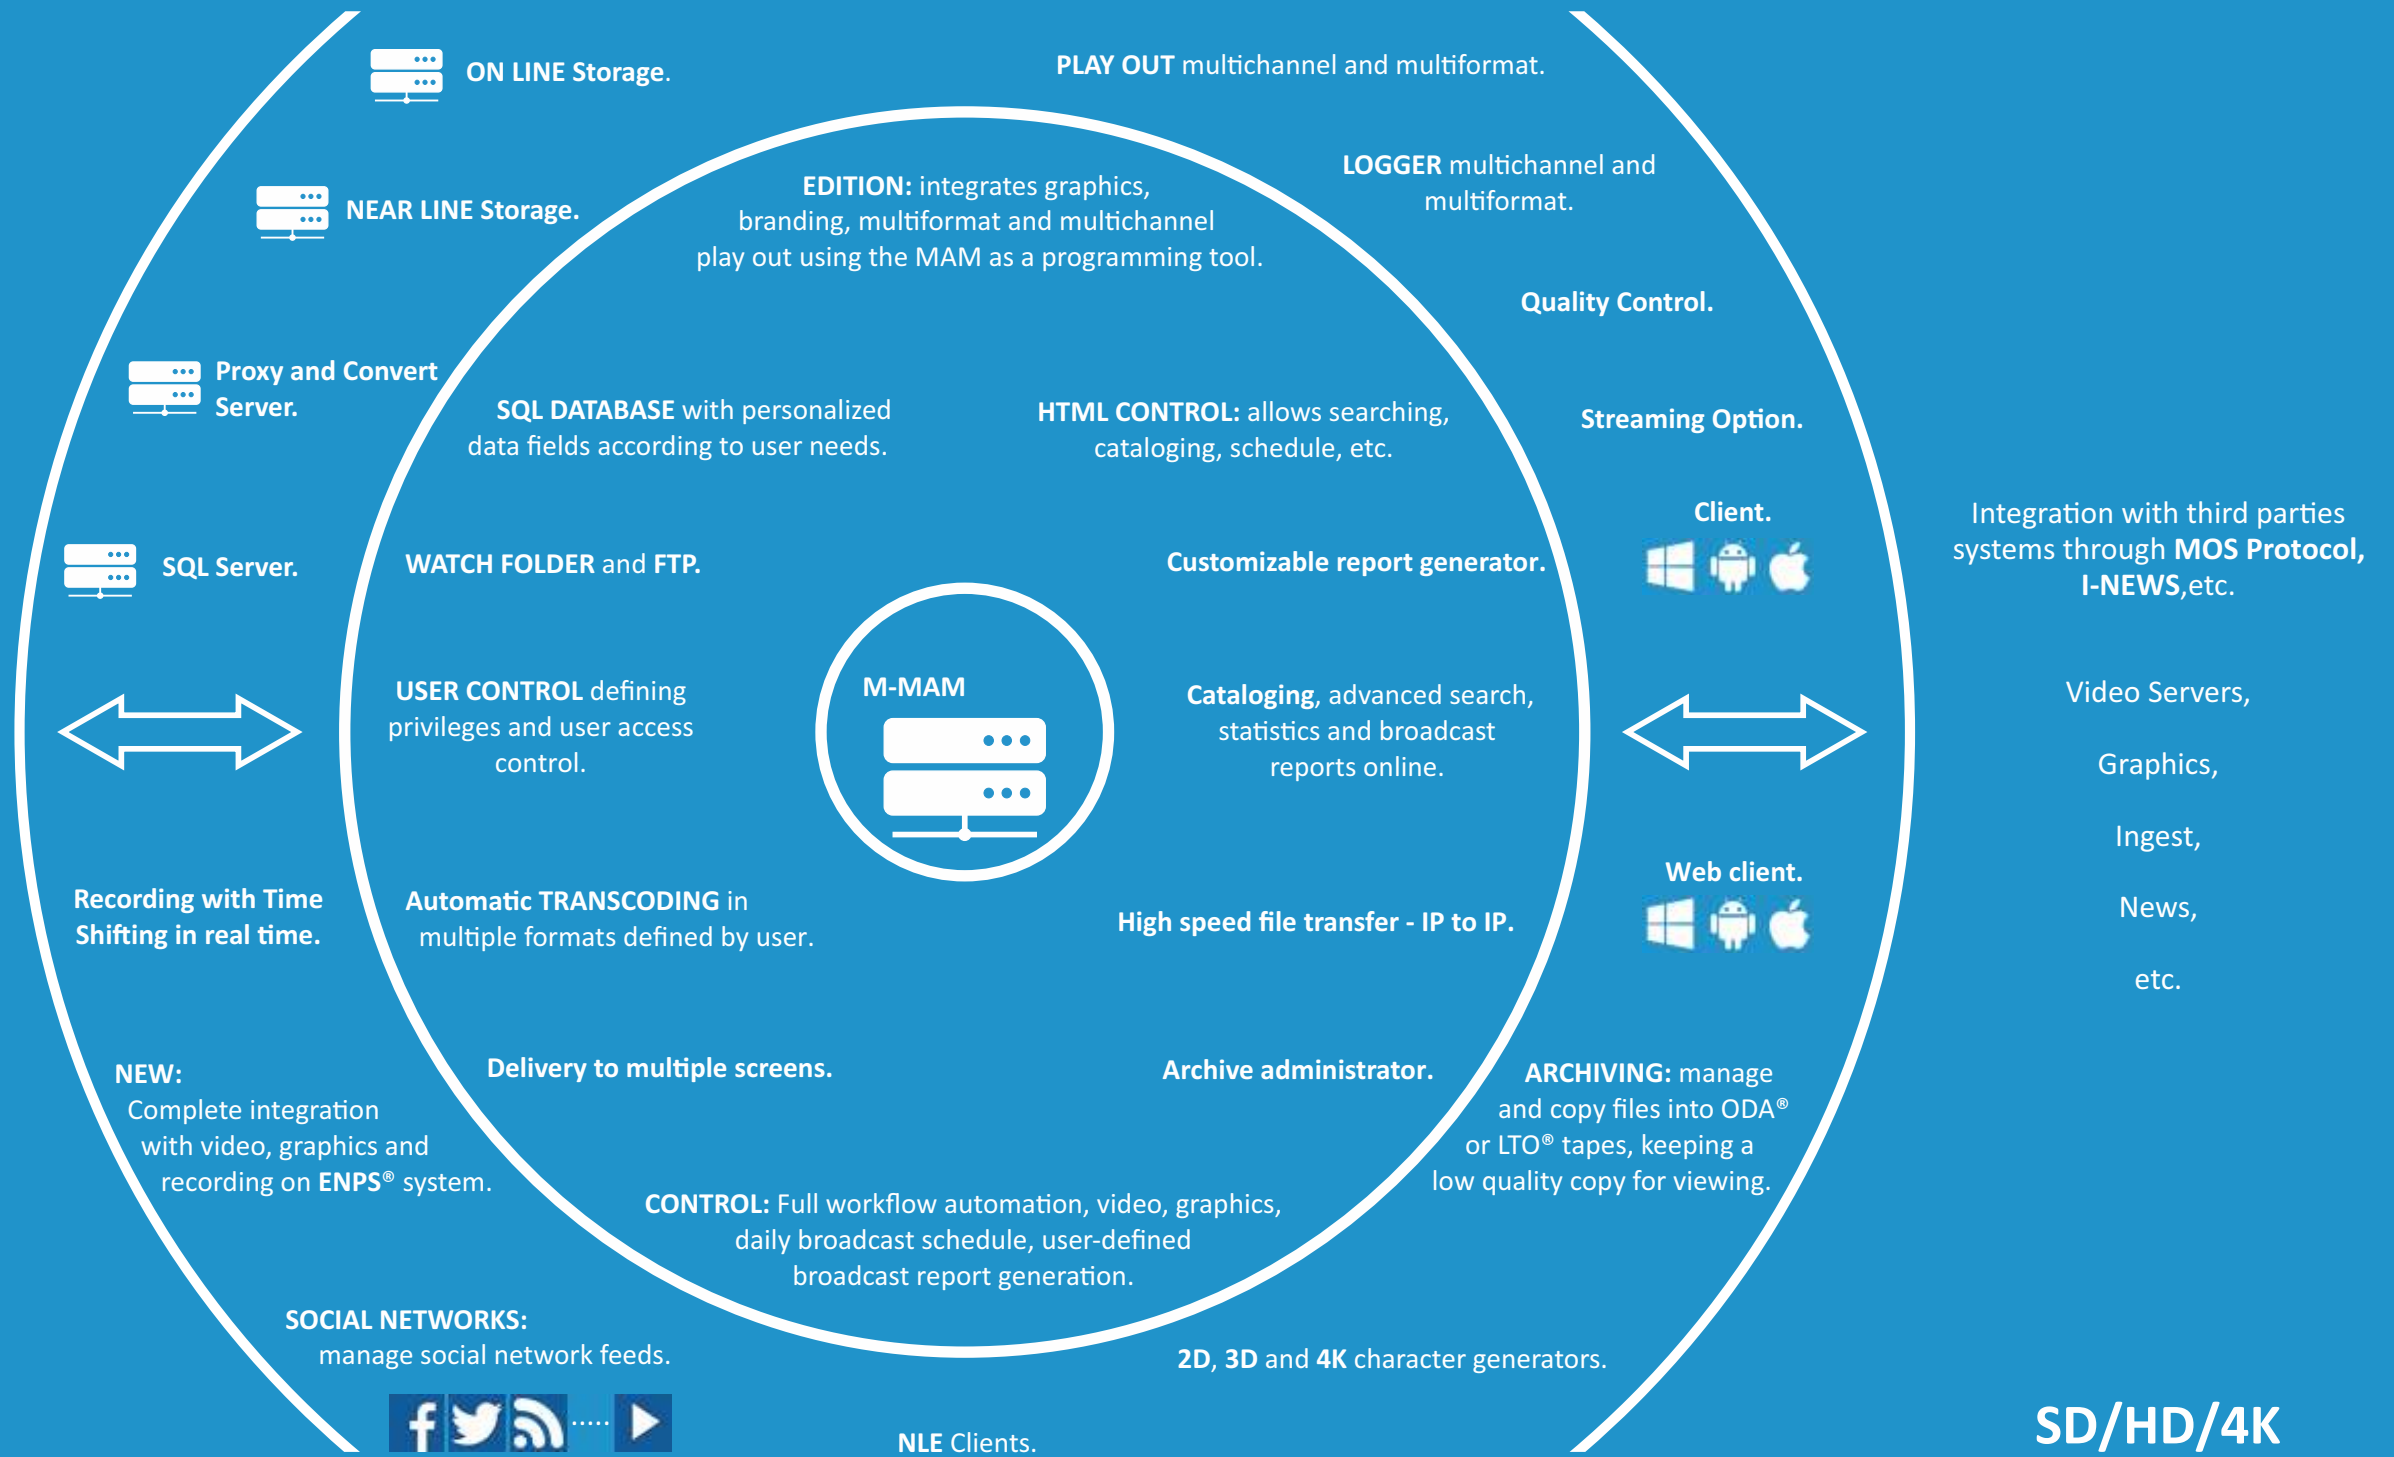 ON LINE Storage.
PLAY OUT multichannel and multiformat.
LOGGER multichannel and
multiformat.
NEAR LINE Storage.
EDITION: integrates graphics,
branding, multiformat and multichannel
play out using the MAM as a programming tool.
Quality Control.
Proxy and Convert
Server.
SQL DATABASE with personalized
data fields according to user needs.
HTML CONTROL: allows searching,
cataloging, schedule, etc.
Streaming Option.
SQL Server.
WATCH FOLDER and FTP.
Customizable report generator.
Client.
Integration with third parties
systems through MOS Protocol,
I-NEWS,etc.
USER CONTROL defining
privileges and user access
control.
M-MAM
Cataloging, advanced search,
statistics and broadcast
reports online.
Video Servers,
Graphics,
Ingest,
News,
etc.
Recording with Time
Shifting in real time.
Automatic TRANSCODING in
multiple formats defined by user.
High speed file transfer - IP to IP.
Web client.
NEW:
Complete integration
with video, graphics and
recording on ENPS® system.
Delivery to multiple screens.
Archive administrator.
ARCHIVING: manage
and copy files into ODA®
or LTO® tapes, keeping a
low quality copy for viewing.
CONTROL: Full workflow automation, video, graphics,
daily broadcast schedule, user-defined
broadcast report generation.
SOCIAL NETWORKS:
manage social network feeds.
.....
2D, 3D and 4K character generators.
NLE Clients.
SD/HD/4K